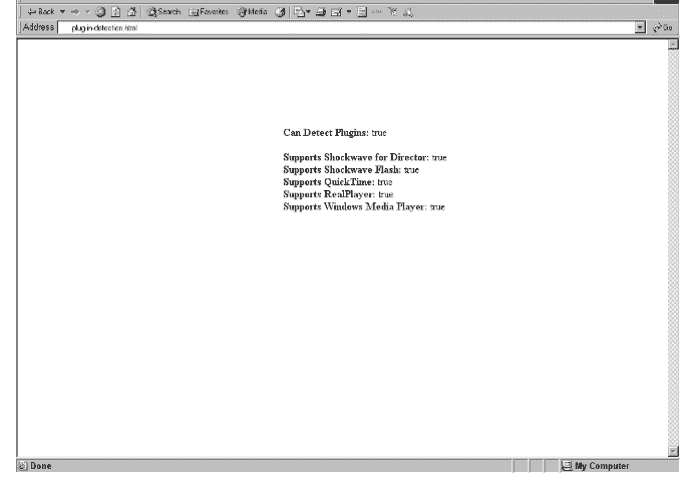 Back Search Favorites Media
Address plugin-detection.html Go
Can Detect Plugins: true
Supports Shockwave for Director: true
Supports Shockwave Flash: true
Supports QuickTime: true
Supports RealPlayer: true
Supports Windows Media Player: true
Done My Computer